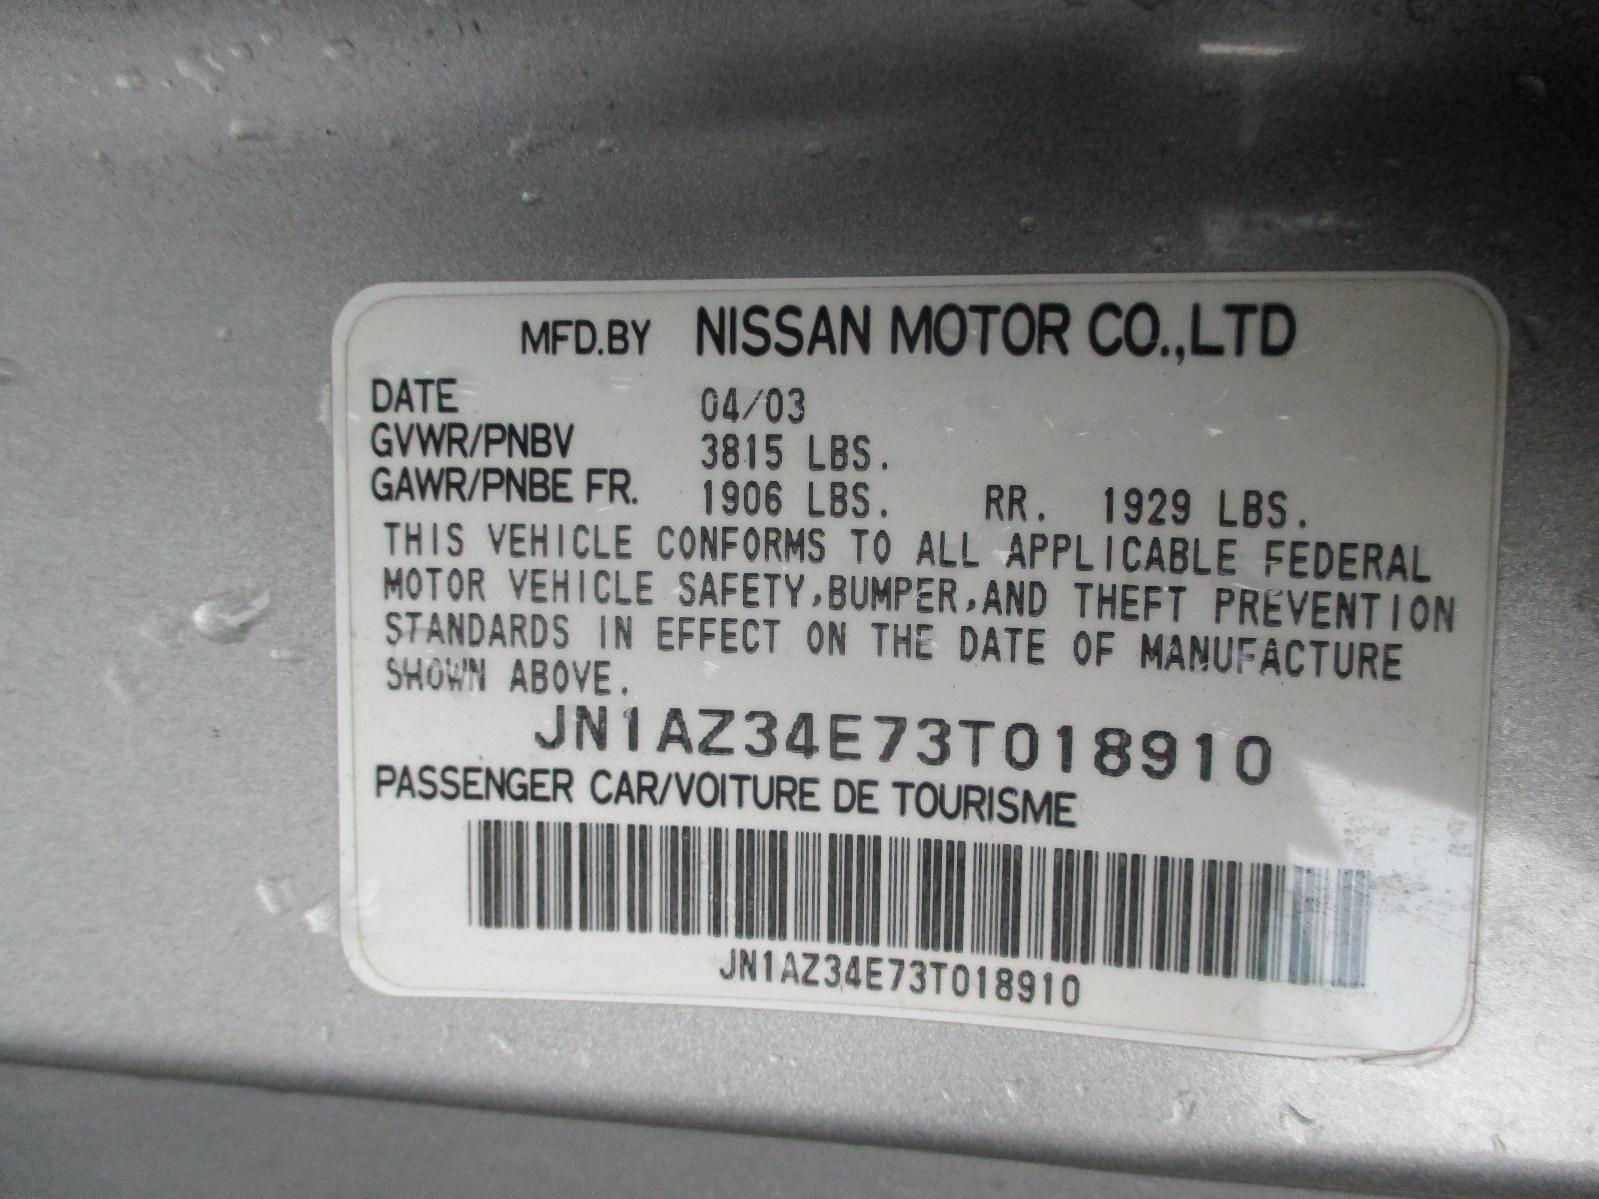 MFD.BY NISSAN MOTOR CO.,LTD
DATE 04/03
GVWR/PNBV 3815 LBS.
GAWR/PNBE FR. 1906 LBS. RR. 1929 LBS.
THIS VEHICLE CONFORMS TO ALL APPLICABLE FEDERAL
MOTOR VEHICLE SAFETY,BUMPER,AND THEFT PREVENTION
STANDARDS IN EFFECT ON THE DATE OF MANUFACTURE
SHOWN ABOVE.
JN1AZ34E73T018910
PASSENGER CAR/VOITURE DE TOURISME
JN1AZ34E73T018910